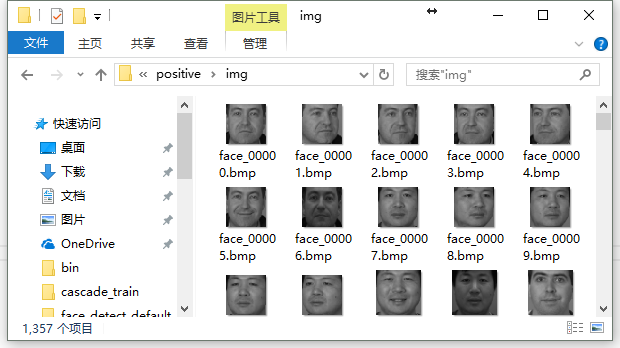 图片工具
img
文件
主页
共享
查看
管理
?
« positive › img
搜索"img"
快速访问
桌面
下载
文档
图片
OneDrive
bin
cascade_train
face_detect_default
face_0000
0.bmp
face_0000
1.bmp
face_0000
2.bmp
face_0000
3.bmp
face_0000
4.bmp
face_0000
5.bmp
face_0000
6.bmp
face_0000
7.bmp
face_0000
8.bmp
face_0000
9.bmp
1,357 个项目